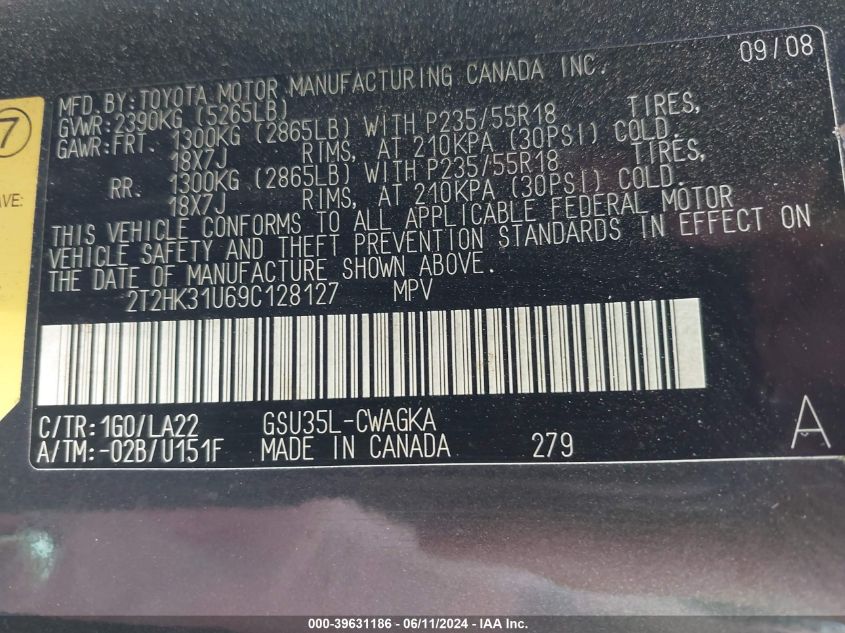 09/08
MFD. BY: TOYOTA MOTOR MANUFACTURING CANADA INC.
GVWR: 2390KG (5265LB)
GAWR: FRT. 1300KG (2865LB) WITH P235/55R18 TIRES,
18X7J RIMS, AT 210KPA (30PSI) COLD.
RR. 1300KG (2865LB) WITH P235/55R18 TIRES,
18X7J RIMS, AT 210KPA (30PSI) COLD.
THIS VEHICLE CONFORMS TO ALL APPLICABLE FEDERAL MOTOR
VEHICLE SAFETY AND THEFT PREVENTION STANDARDS IN EFFECT ON
THE DATE OF MANUFACTURE SHOWN ABOVE.
2T2HK31U69C128127 MPV
C/TR: 1G0/LA22 GSU35L-CWAGKA
A/TM: -02B/U151F MADE IN CANADA 279 A
7
AVE:
000-39631186 - 06/11/2024 - IAA Inc.